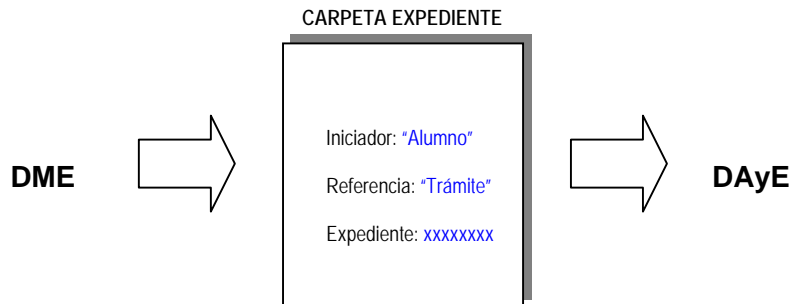 CARPETA EXPEDIENTE
DME
Iniciador: "Alumno"
Referencia: "Trámite"
Expediente: xxxxxxxx
DAyE